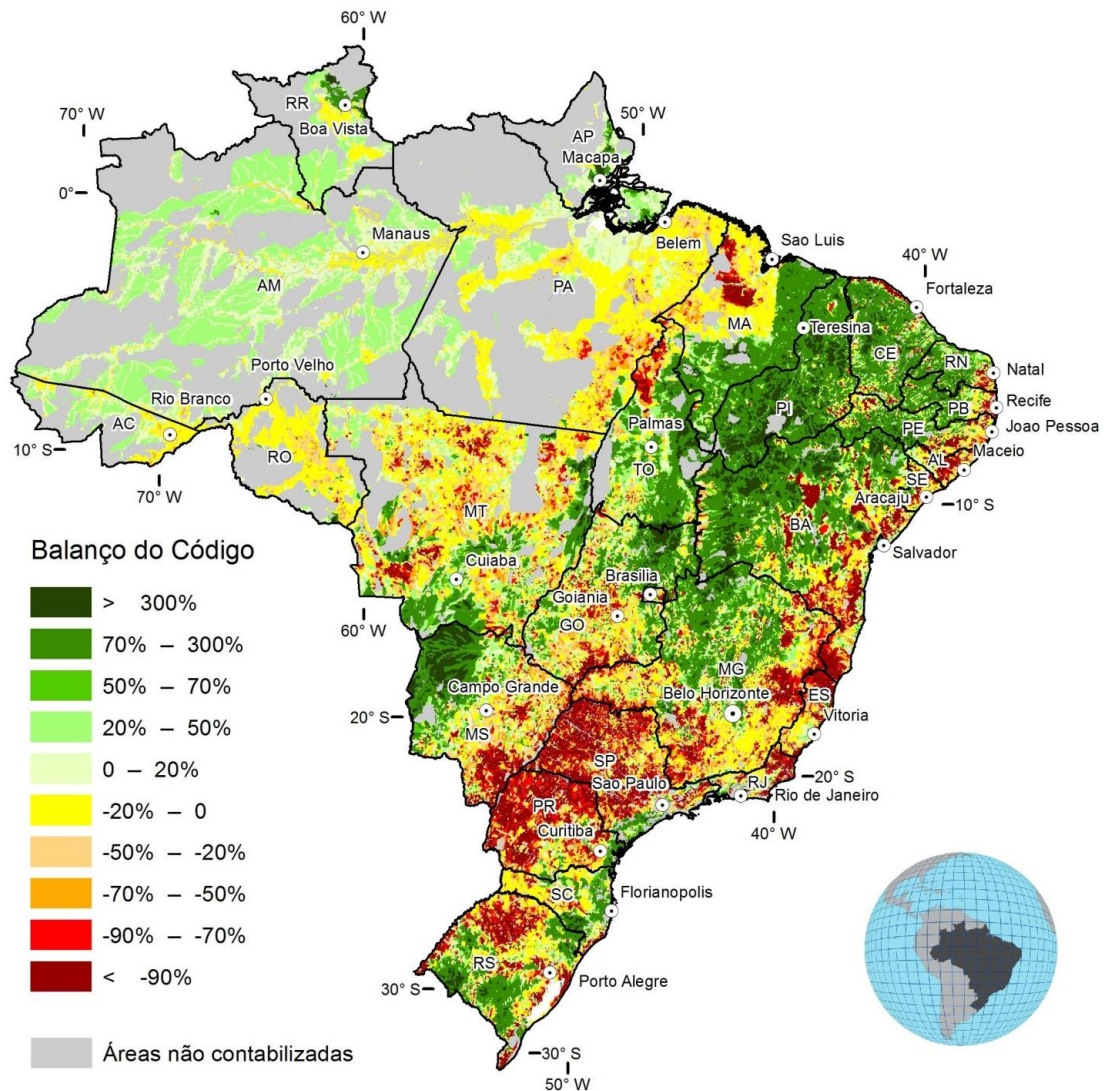 60° W
70° W
50° W
RR
Boa Vista
AP
Macapa
0°
Manaus
Belem
Sao Luis
40° W
Fortaleza
AM
PA
MA
Teresina
CE
RN
Natal
Porto Velho
Rio Branco
PI
PB
Recife
AC
Palmas
PE
Joao Pessoa
10° S
RO
TO
AL
Maceio
SE
70° W
Aracaju
10° S
MT
BA
Salvador
Balanço do Código
Cuiaba
Brasilia
> 300%
Goiania
60° W
GO
70% – 300%
MG
50% – 70%
Campo Grande
Belo Horizonte
ES
20° S
Vitoria
20% – 50%
MS
0 – 20%
SP
20° S
Sao Paulo
RJ
Rio de Janeiro
-20% – 0
PR
Curitiba
40° W
-50% – -20%
-70% – -50%
SC
Florianopolis
-90% – -70%
RS
< -90%
Porto Alegre
30° S
Áreas não contabilizadas
30° S
50° W